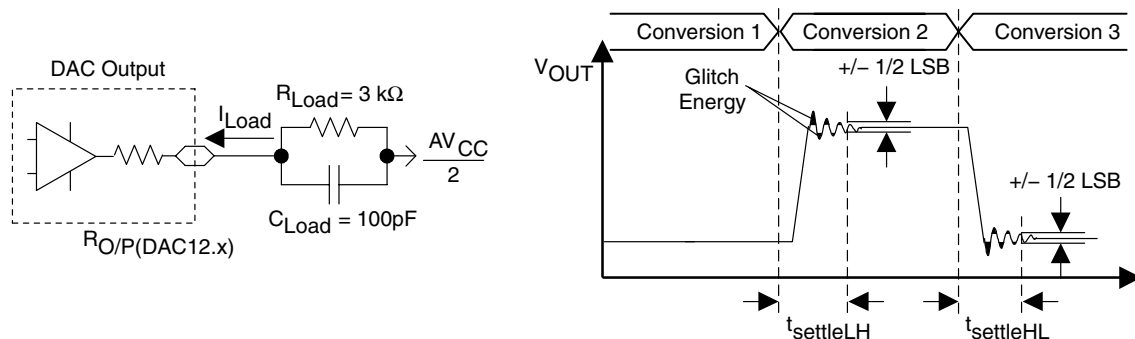 DAC Output
R_Load = 3 kΩ
I_Load
AV_CC
2
C_Load = 100pF
R_O/P(DAC12.x)
Conversion 1
Conversion 2
Conversion 3
V_OUT
Glitch
Energy
+/− 1/2 LSB
+/− 1/2 LSB
t_settleLH
t_settleHL